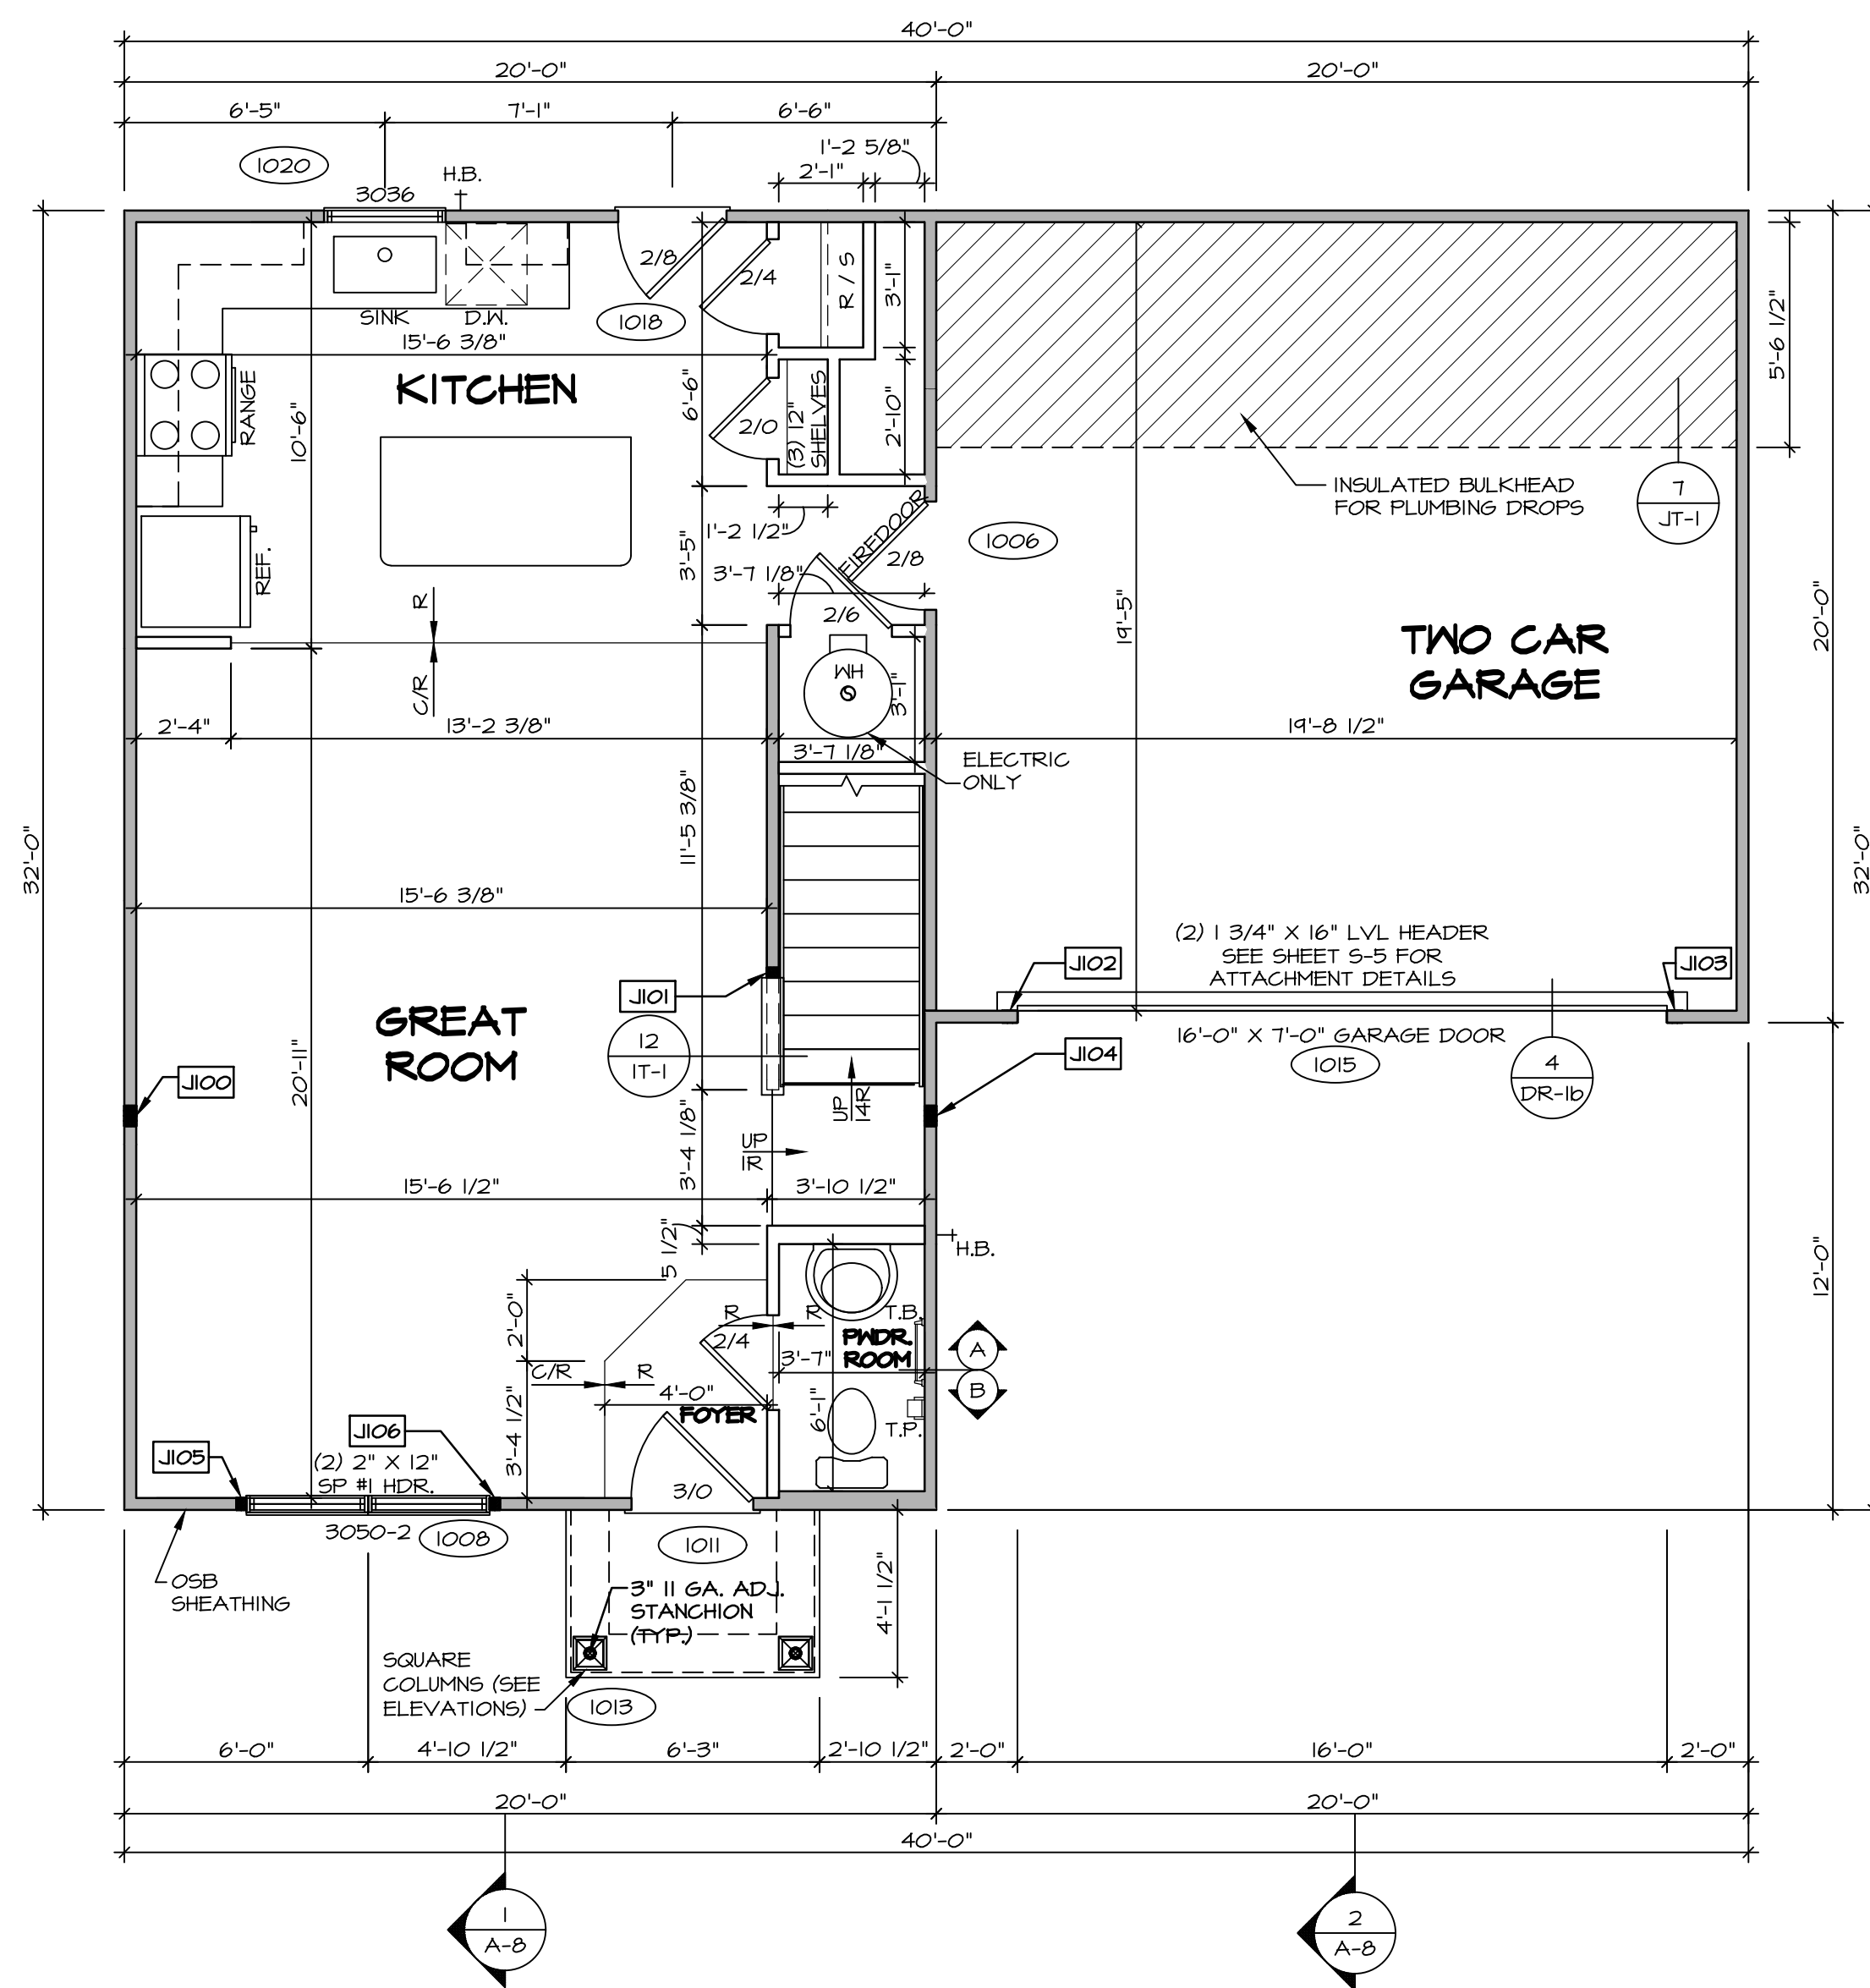 40'-0"
20'-0"
20'-0"
6'-5"
7'-1"
6'-6"
1'-2 5/8"
2'-1"
1020
3036
H.B.
2/8
2/4
R / S
3'-1"
SINK
D.W.
1018
15'-6 3/8"
KITCHEN
RANGE
10'-6"
6'-6"
2/0
(3) 12"
SHELVES
2'-10"
5'-6 1/2"
INSULATED BULKHEAD
FOR PLUMBING DROPS
7
JT-1
1'-2 1/2"
FIREDOOR
2/8
1006
3'-5"
3'-7 1/8"
2/6
REF.
R
C/R
19'-5"
TWO CAR
GARAGE
20'-0"
WH
3'-1"
2'-4"
13'-2 3/8"
3'-7 1/8"
19'-8 1/2"
ELECTRIC
ONLY
11'-5 3/8"
32'-0"
32'-0"
15'-6 3/8"
(2) 1 3/4" X 16" LVL HEADER
SEE SHEET S-5 FOR
ATTACHMENT DETAILS
J102
J103
J101
GREAT
ROOM
12
1T-1
16'-0" X 7'-0" GARAGE DOOR
1015
J104
4
DR-1b
J100
20'-11"
UP
14R
UP
1R
3'-4 1/8"
15'-6 1/2"
3'-10 1/2"
5 1/2"
H.B.
12'-0"
2'-0"
R
R
T.B.
2/4
PWDR.
ROOM
3'-7"
A
B
C/R
R
4'-0"
FOYER
6'-1"
T.P.
3'-4 1/2"
J106
J105
(2) 2" X 12"
SP #1 HDR.
3/0
3050-2
1008
1011
OSB
SHEATHING
3" 11 GA. ADJ.
STANCHION
(TYP.)
4'-1 1/2"
SQUARE
COLUMNS (SEE
ELEVATIONS)
1013
6'-0"
4'-10 1/2"
6'-3"
2'-10 1/2"
2'-0"
16'-0"
2'-0"
20'-0"
20'-0"
40'-0"
1
A-8
2
A-8